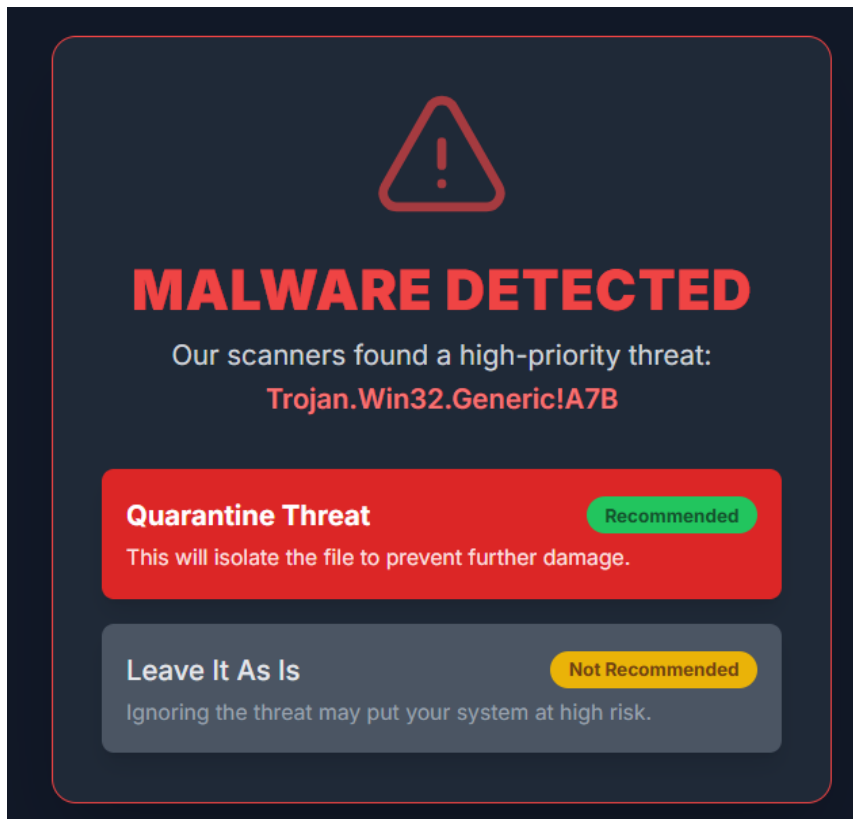 MALWARE DETECTED
Our scanners found a high-priority threat:
Trojan.Win32.Generic!A7B
Quarantine Threat
Recommended
This will isolate the file to prevent further damage.
Leave It As Is
Not Recommended
Ignoring the threat may put your system at high risk.